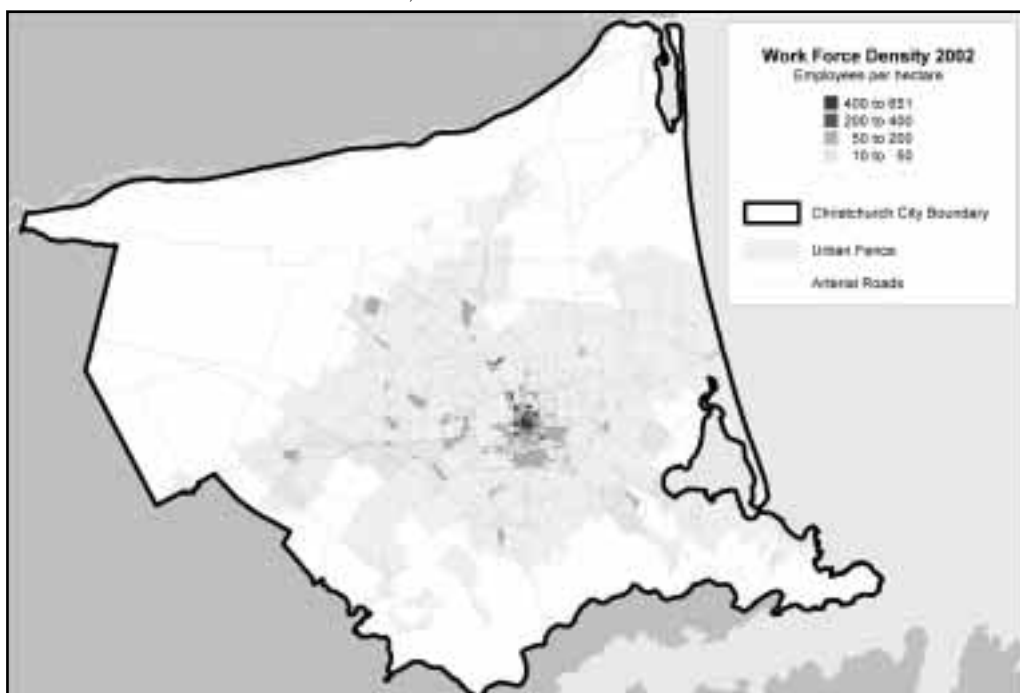 Work Force Density 2002
Employees per hectare
400 to 651
200 to 400
50 to 200
10 to 50
Christchurch City Boundary
Urban Fence
Arterial Roads